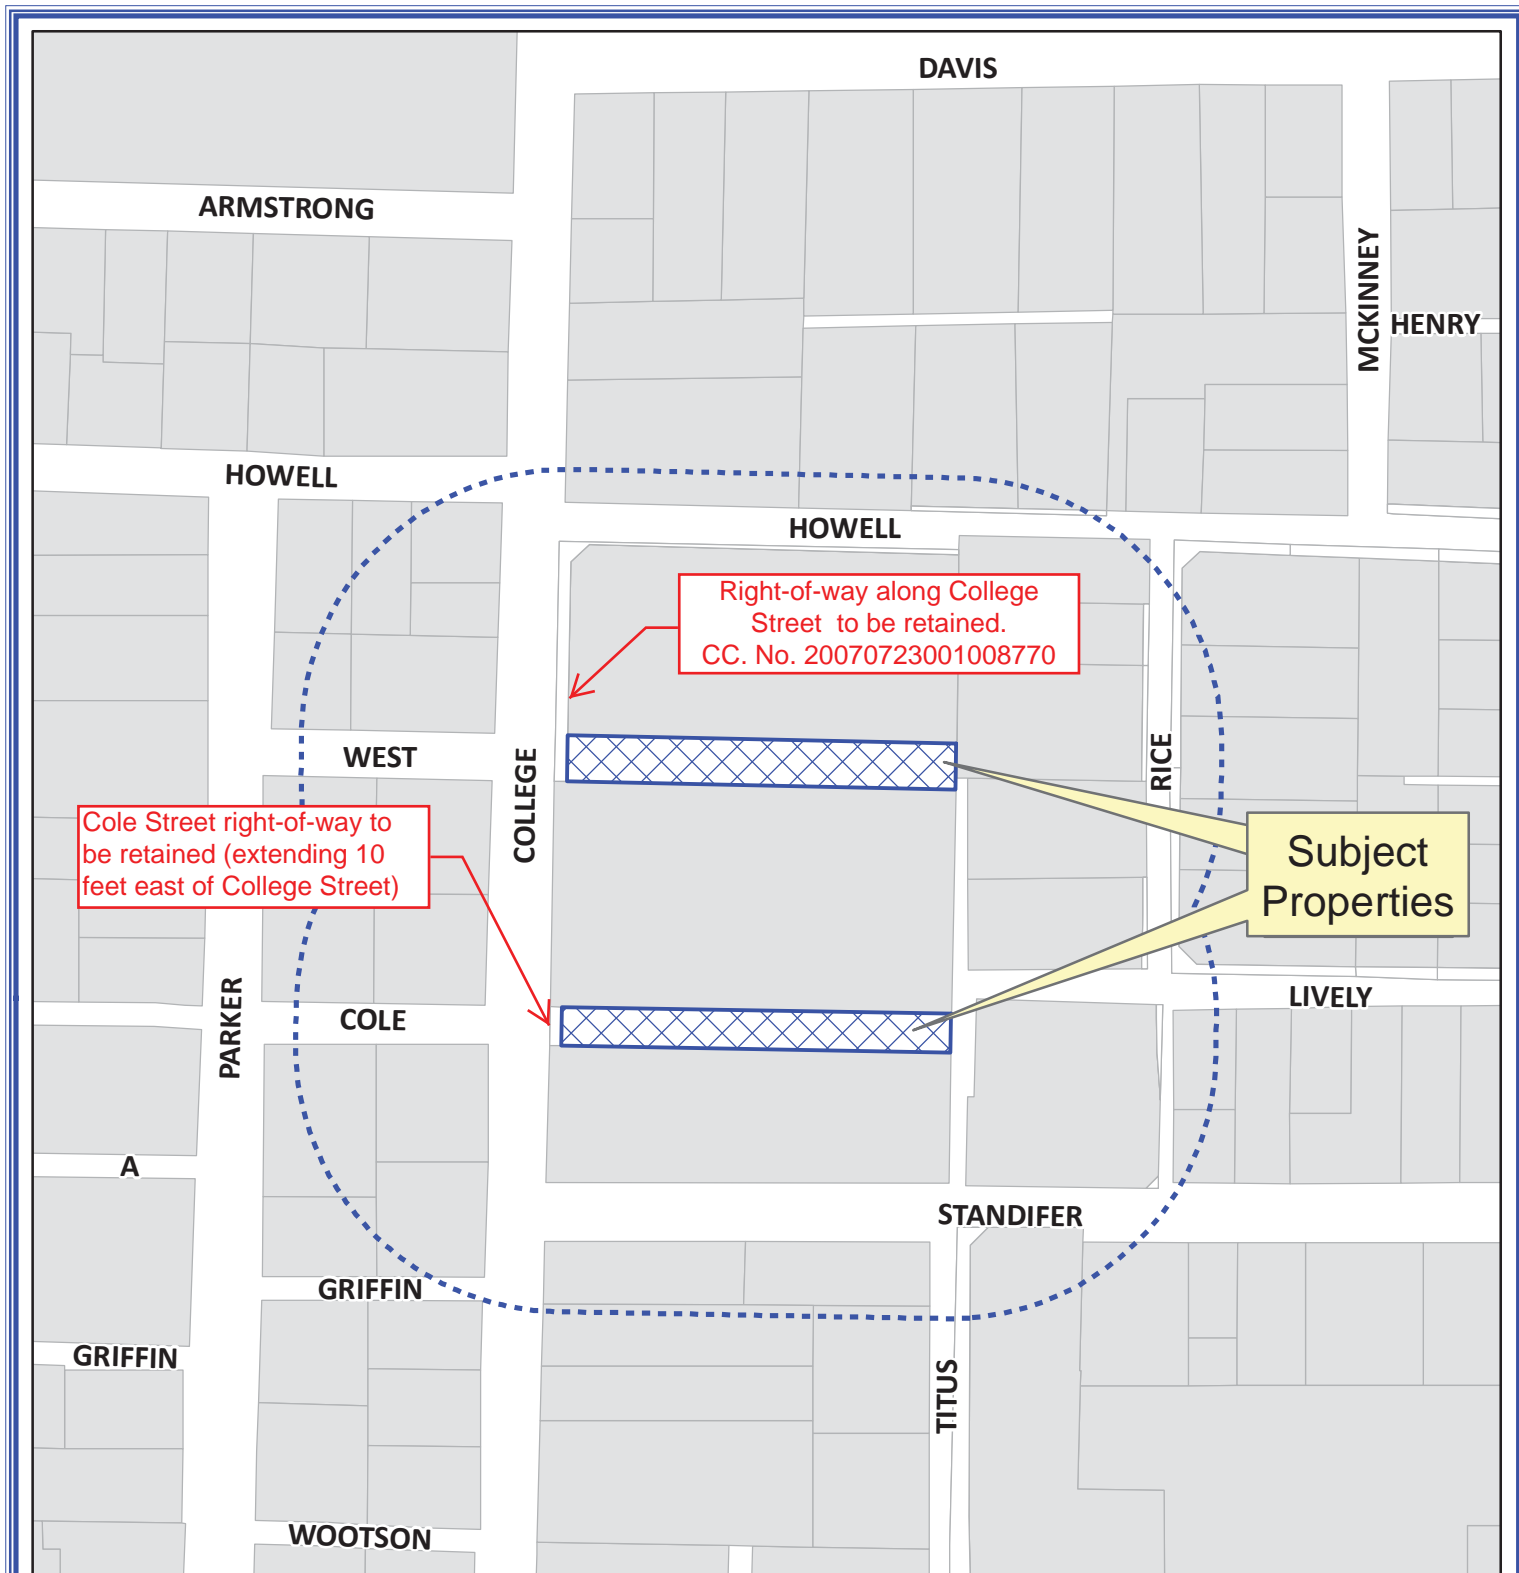 DAVIS
ARMSTRONG
MCKINNEY
HENRY
HOWELL
HOWELL
Right-of-way along College
Street to be retained.
CC. No. 20070723001008770
WEST
COLLEGE
RICE
Cole Street right-of-way to
be retained (extending 10
feet east of College Street)
Subject
Properties
PARKER
COLE
LIVELY
A
STANDIFER
GRIFFIN
GRIFFIN
TITUS
WOOTSON